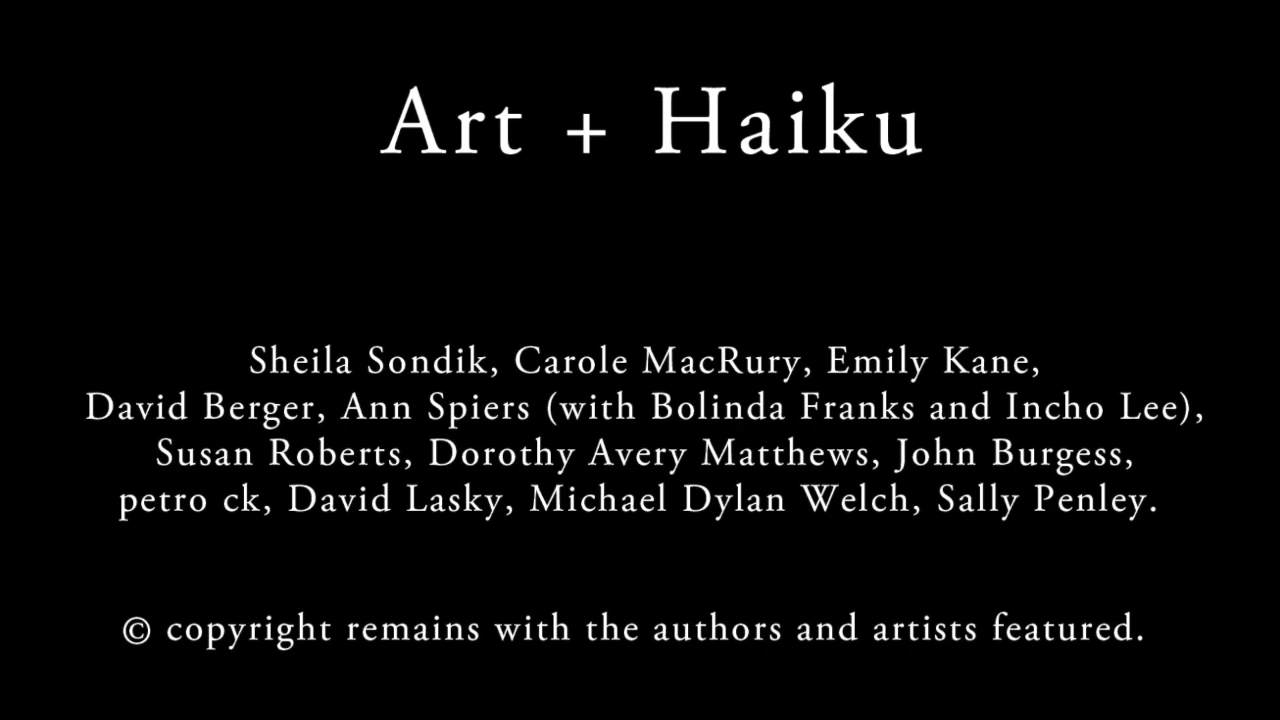 Art + Haiku
Sheila Sondik, Carole MacRury, Emily Kane,
David Berger, Ann Spiers (with Bolinda Franks and Incho Lee),
Susan Roberts, Dorothy Avery Matthews, John Burgess,
petro ck, David Lasky, Michael Dylan Welch, Sally Penley.
© copyright remains with the authors and artists featured.